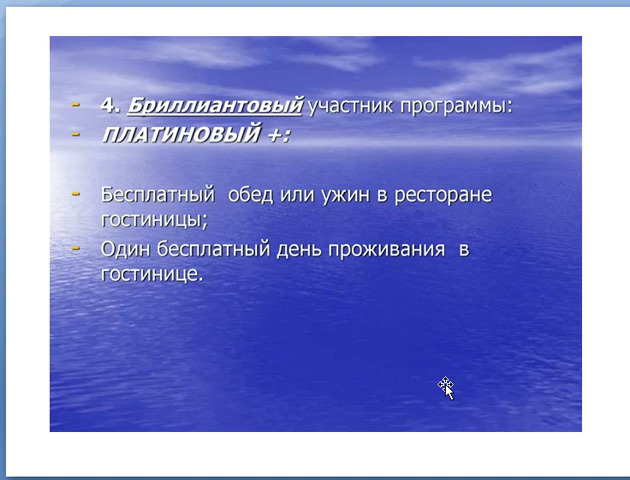 - 4. Бриллиантовый участник программы:
- ПЛАТИНОВЫЙ +:
- Бесплатный обед или ужин в ресторане
гостиницы;
- Один бесплатный день проживания в
гостинице.